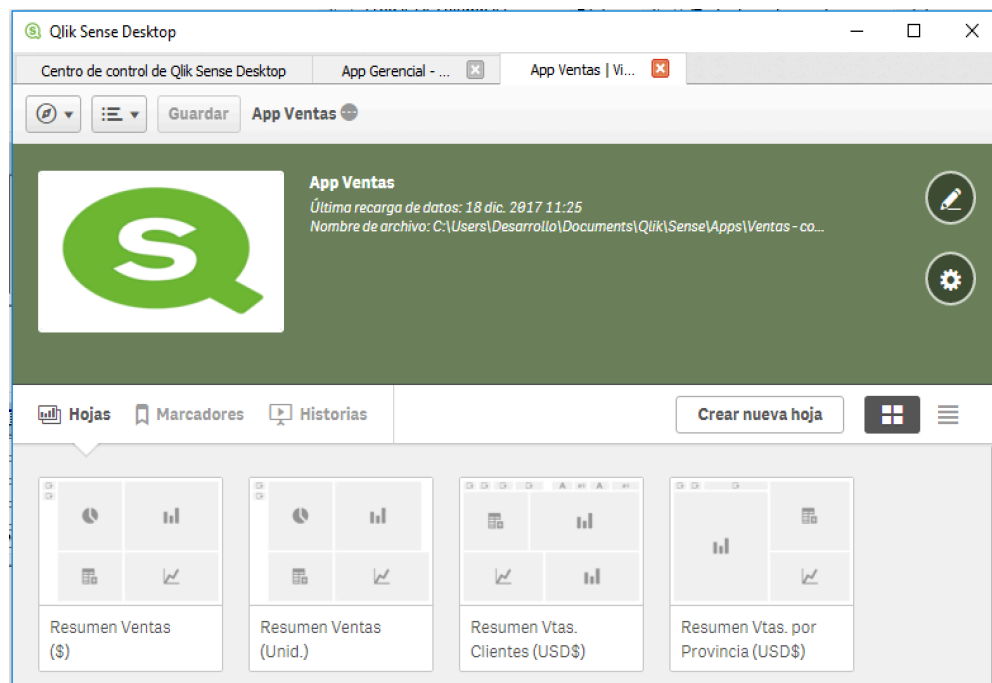 Qlik Sense Desktop
Centro de control de Qlik Sense Desktop
App Gerencial - ...
App Ventas | Vi...
Guardar
App Ventas
App Ventas
Última recarga de datos: 18 dic. 2017 11:25
Nombre de archivo: C:\Users\Desarrollo\Documents\Qlik\Sense\Apps\Ventas - co...
Hojas
Marcadores
Historias
Crear nueva hoja
Resumen Ventas
($)
Resumen Ventas
(Unid.)
Resumen Vtas.
Clientes (USD$)
Resumen Vtas. por
Provincia (USD$)